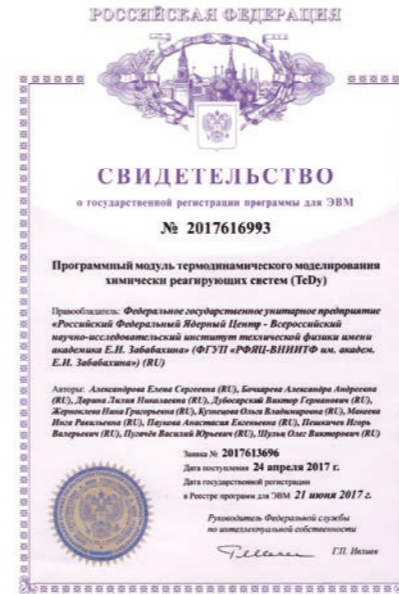 РОССИЙСКАЯ ФЕДЕРАЦИЯ
СВИДЕТЕЛЬСТВО
о государственной регистрации программы для ЭВМ
№ 2017616993
Программный модуль термодинамического моделирования
химически реагирующих систем (TeDy)
Правообладатель: Федеральное государственное унитарное предприятие
«Российский Федеральный Ядерный Центр - Всероссийский
научно-исследовательский институт технической физики имени
академика Е.И. Забабахина» (ФГУП «РФЯЦ-ВНИИТФ им. академ.
Е.И. Забабахина») (RU)
Авторы: Александрова Елена Сергеевна (RU), Бочкарева Александра Андреевна
(RU), Дарина Лилия Николаевна (RU), Дубосарский Виктор Германович (RU),
Жерноклева Нина Григорьевна (RU), Кузнецова Ольга Владимировна (RU), Макеева
Инга Равильевна (RU), Паукова Анастасия Евгеньевна (RU), Пешкичев Игорь
Валерьевич (RU), Пугачёв Василий Юрьевич (RU), Шульц Олег Викторович (RU)
Заявка № 2017613696
Дата поступления 24 апреля 2017 г.
Дата государственной регистрации
в Реестре программ для ЭВМ 21 июня 2017 г.
Руководитель Федеральной службы
по интеллектуальной собственности
Г.П. Ивлиев